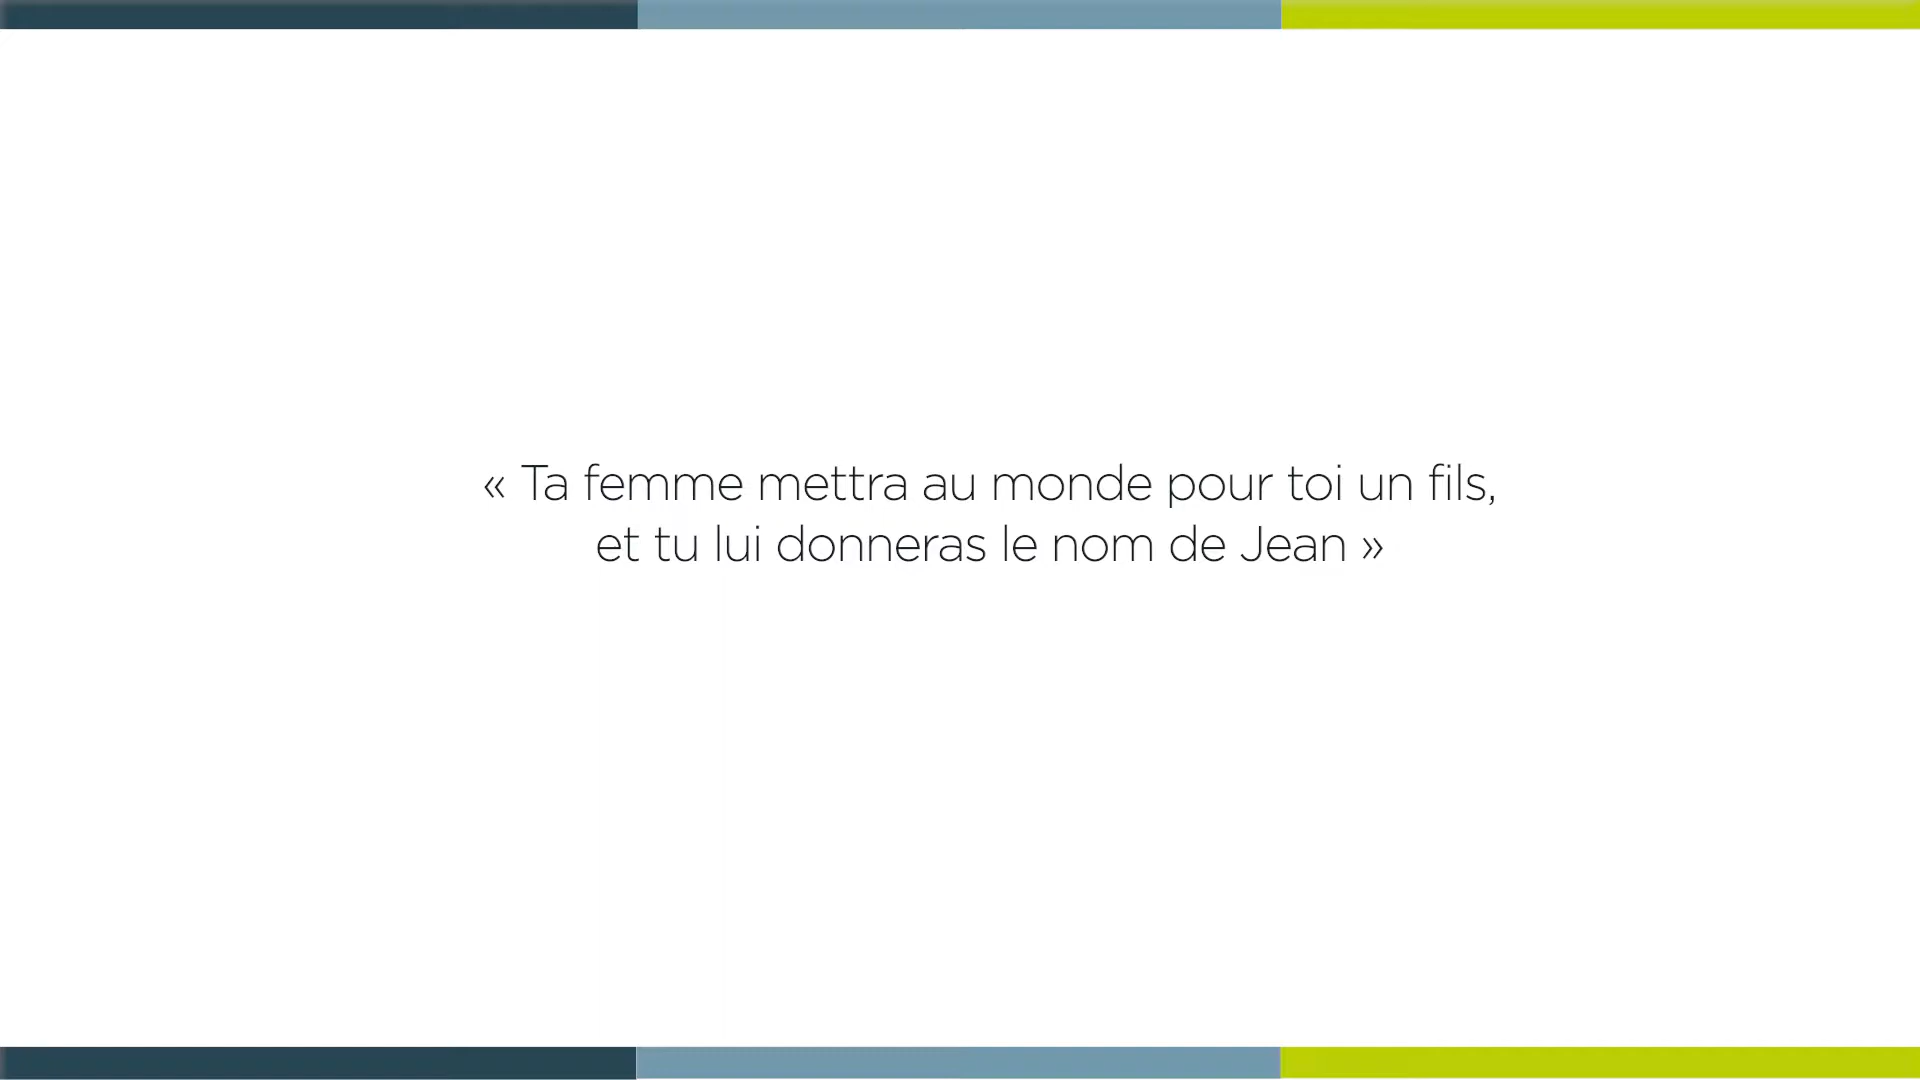 « Ta femme mettra au monde pour toi un fils,
et tu lui donneras le nom de Jean »